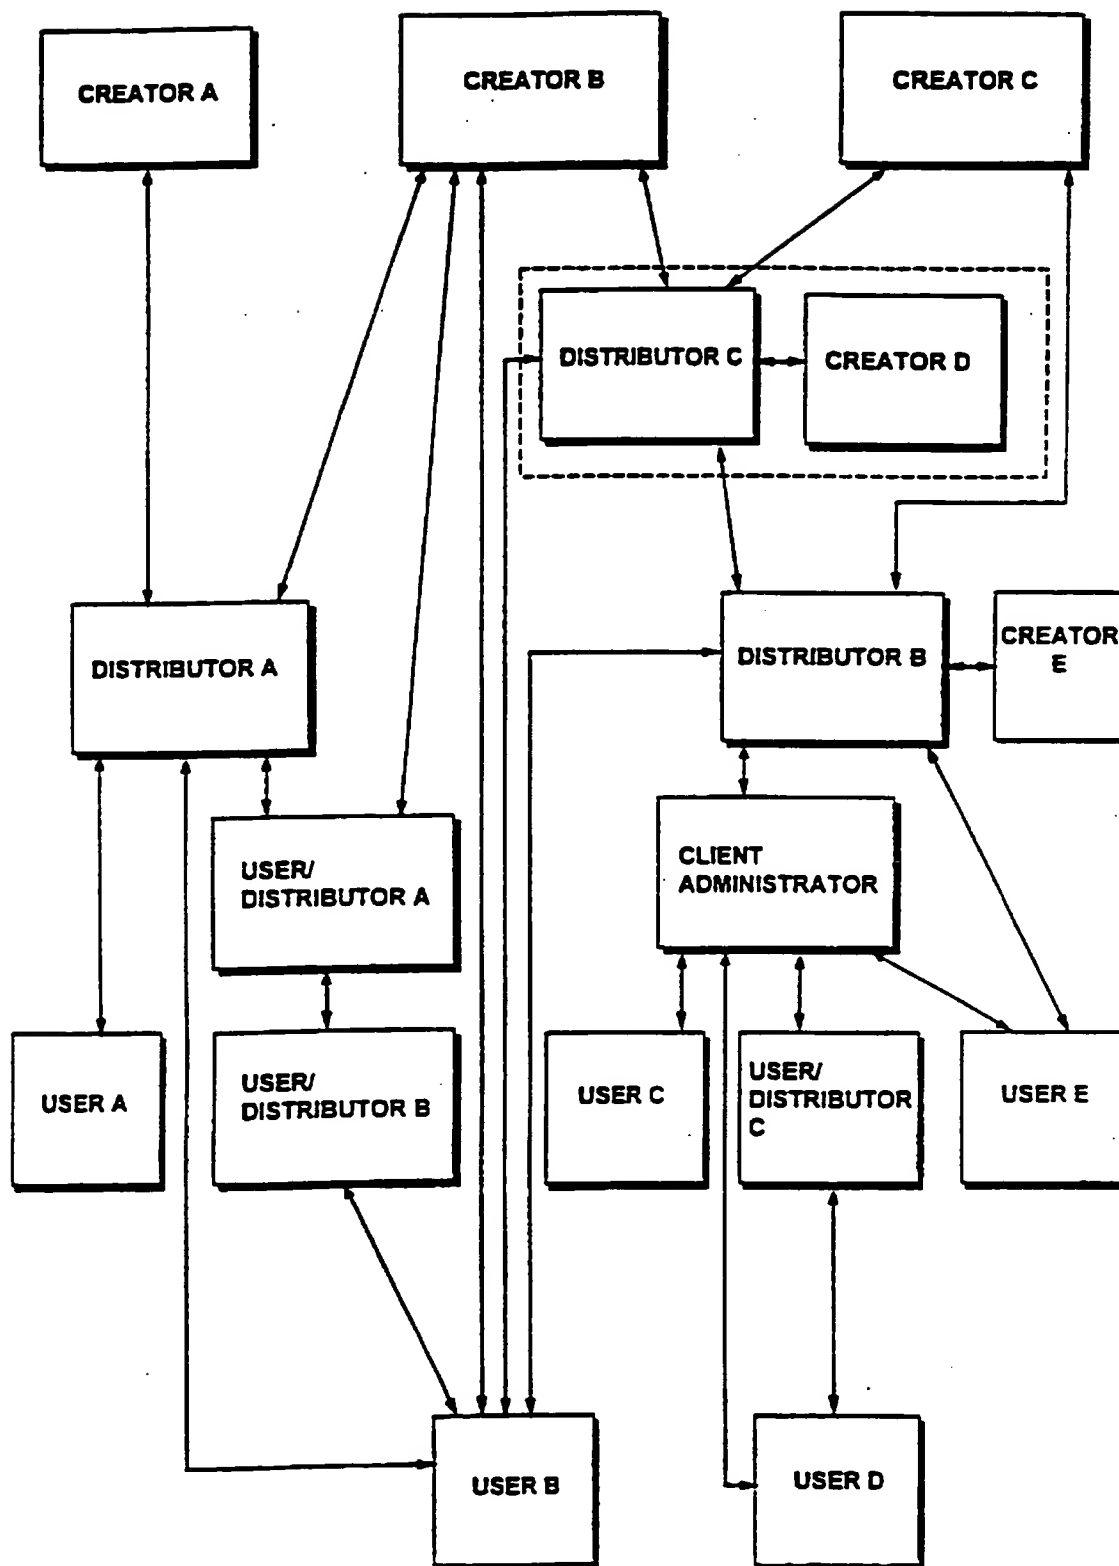 CREATOR A
CREATOR B
CREATOR C
DISTRIBUTOR C
CREATOR D
DISTRIBUTOR A
DISTRIBUTOR B
CREATOR
E
USER/
DISTRIBUTOR A
CLIENT
ADMINISTRATOR
USER A
USER/
DISTRIBUTOR B
USER C
USER/
DISTRIBUTOR
C
USER E
USER B
USER D